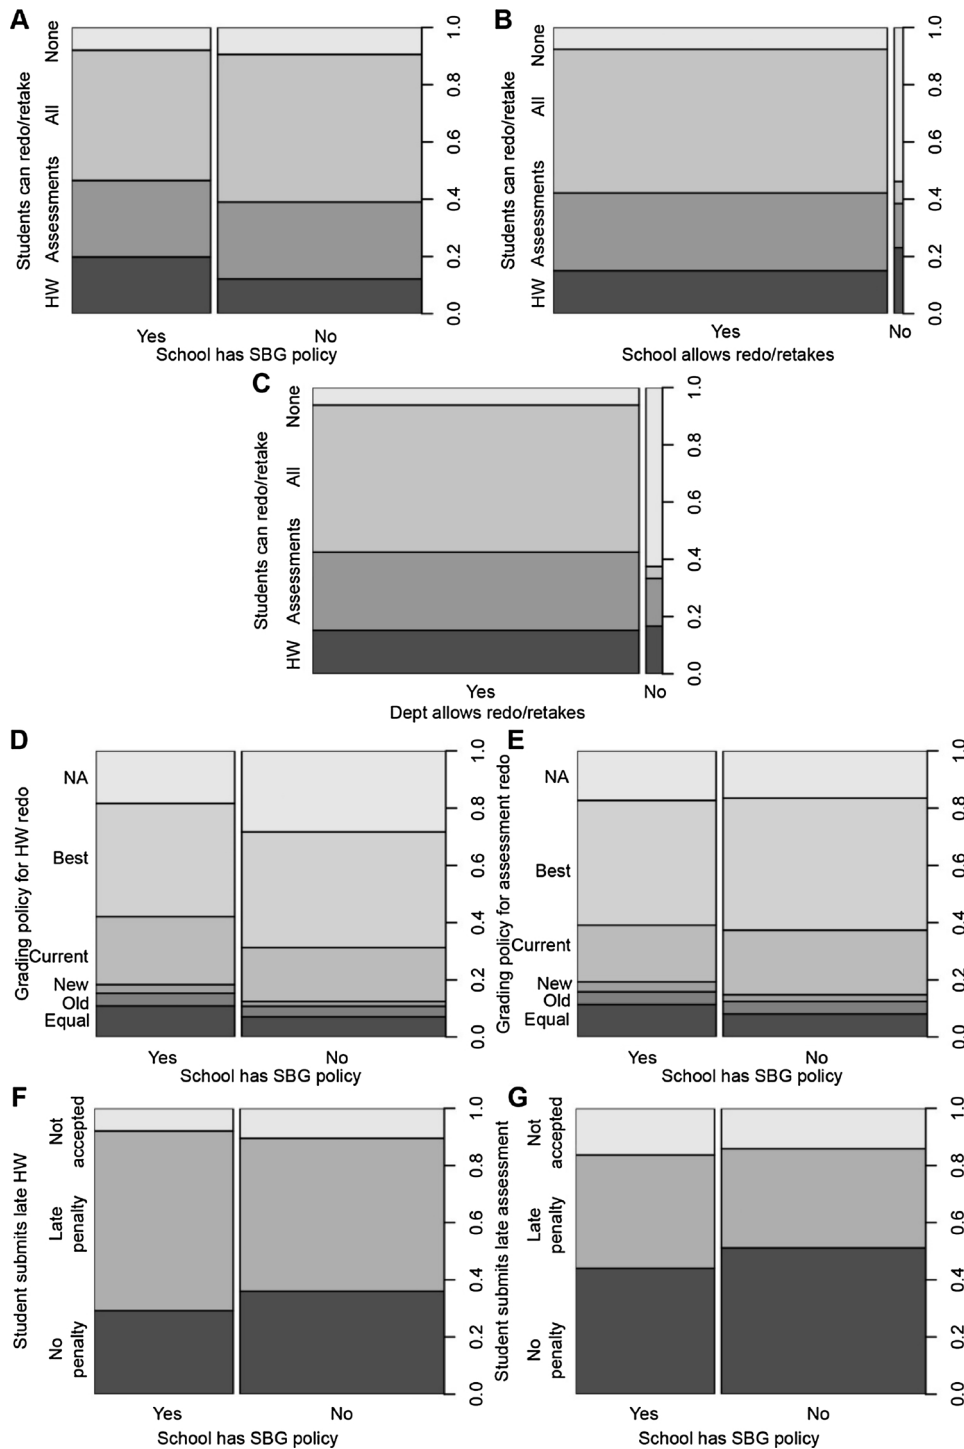 A
Students can redo/retake
HW Assessments All None
0.0 0.2 0.4 0.6 0.8 1.0
Yes No
School has SBG policy
B
Students can redo/retake
HW Assessments All None
0.0 0.2 0.4 0.6 0.8 1.0
Yes No
School allows redo/retakes
C
Students can redo/retake
HW Assessments All None
0.0 0.2 0.4 0.6 0.8 1.0
Yes No
Dept allows redo/retakes
D
Grading policy for HW redo
NA
Best
Current
New
Old
Equal
0.0 0.2 0.4 0.6 0.8 1.0
Yes No
School has SBG policy
E
Grading policy for assessment redo
NA
Best
Current
New
Old
Equal
0.0 0.2 0.4 0.6 0.8 1.0
Yes No
School has SBG policy
F
Student submits late HW
No penalty
Late penalty
Not accepted
0.0 0.2 0.4 0.6 0.8 1.0
Yes No
School has SBG policy
G
Student submits late assessment
No penalty
Late penalty
Not accepted
0.0 0.2 0.4 0.6 0.8 1.0
Yes No
School has SBG policy